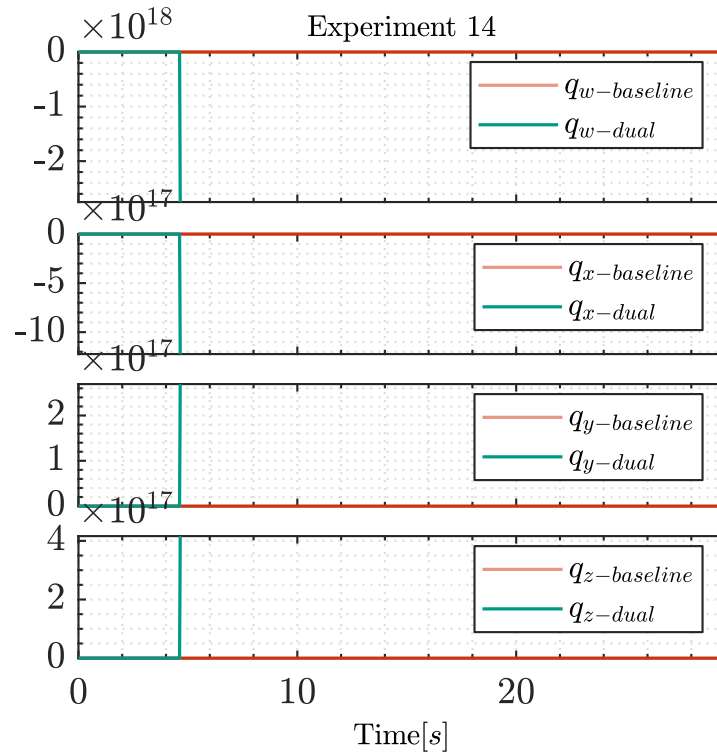 ×10^18
Experiment 14
0
-1
-2
q_{w-baseline}
q_{w-dual}
×10^17
0
-5
-10
q_{x-baseline}
q_{x-dual}
×10^17
2
1
0
q_{y-baseline}
q_{y-dual}
×10^17
4
2
0
q_{z-baseline}
q_{z-dual}
0 10 20
Time[s]